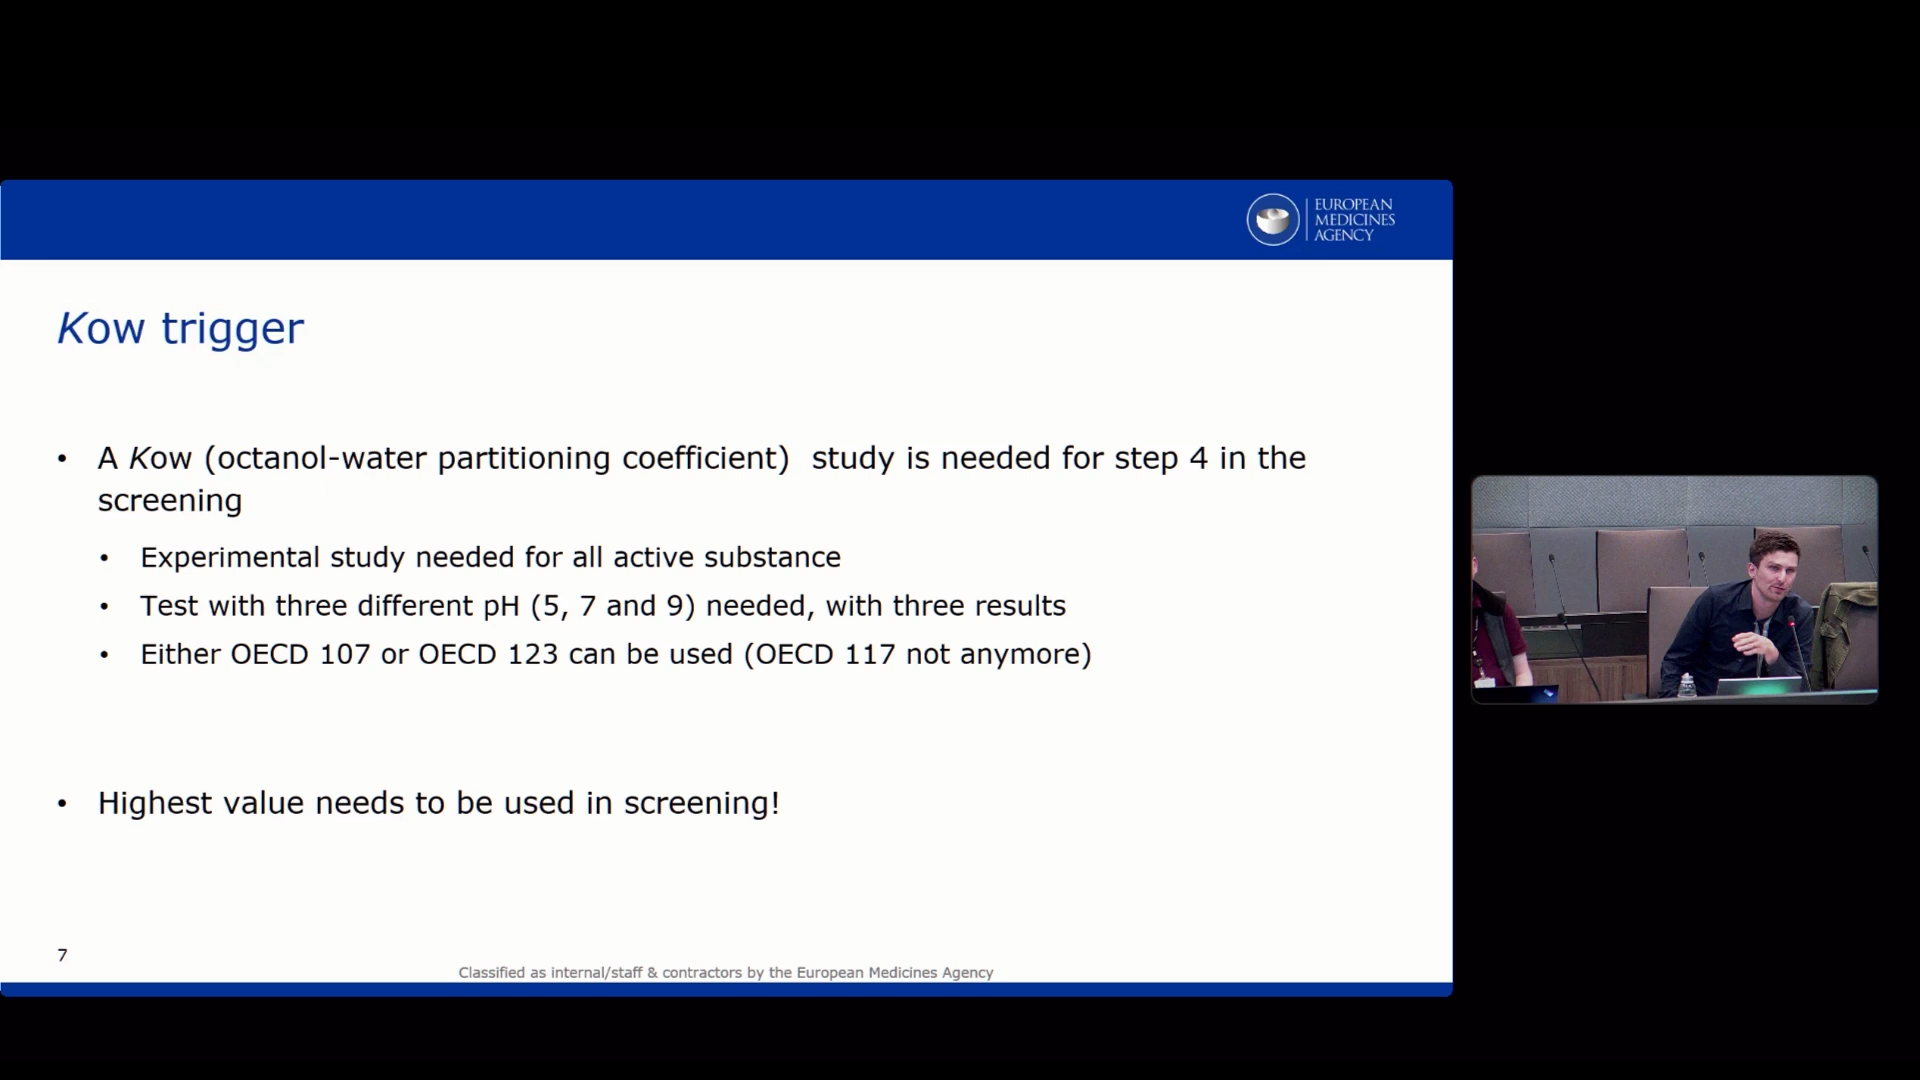 EUROPEAN
MEDICINES
AGENCY
Kow trigger
• A Kow (octanol-water partitioning coefficient)  study is needed for step 4 in the
screening
• Experimental study needed for all active substance
• Test with three different pH (5, 7 and 9) needed, with three results
• Either OECD 107 or OECD 123 can be used (OECD 117 not anymore)
• Highest value needs to be used in screening!
7
Classified as internal/staff & contractors by the European Medicines Agency